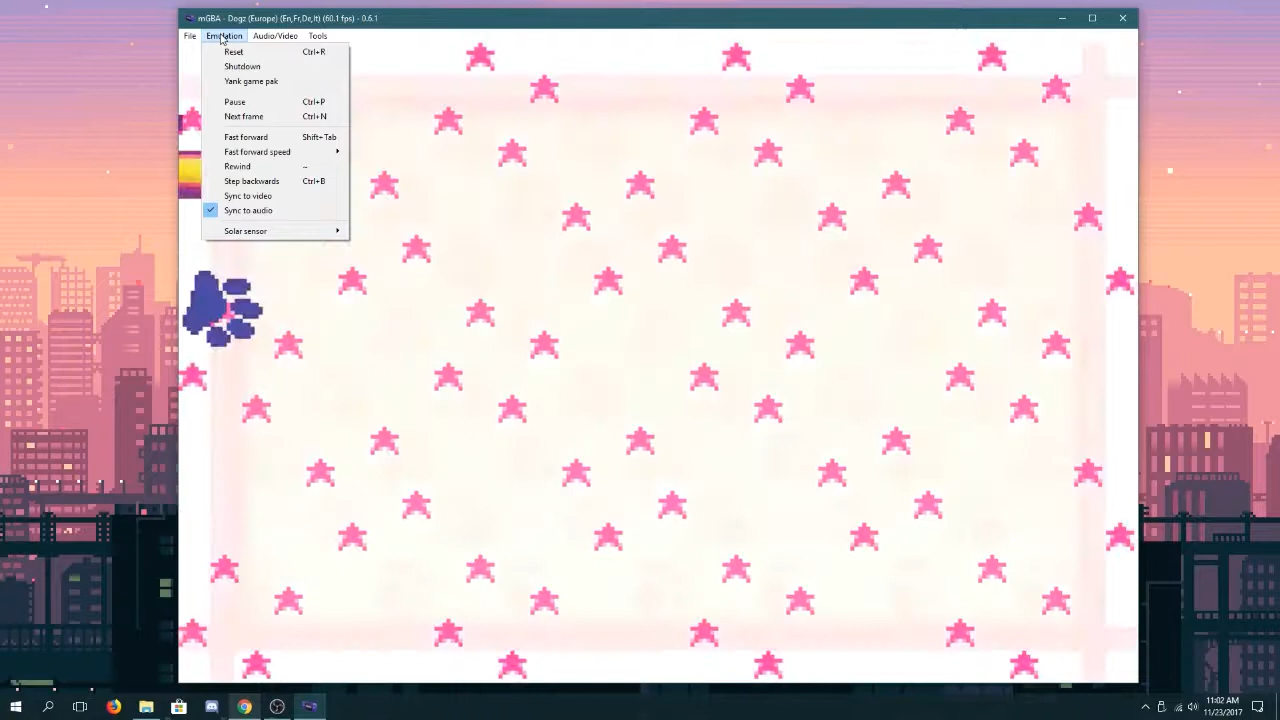 mGBA - Dogz (Europe) (En,Fr,De,It) (60.1 fps) - 0.6.1
File Emulation Audio/Video Tools
Reset Ctrl+R
Shutdown
Yank game pak
Pause Ctrl+P
Next frame Ctrl+N
Fast forward Shift+Tab
Fast forward speed
Rewind ~
Step backwards Ctrl+B
Sync to video
Sync to audio
Solar sensor
11:02 AM
11/23/2017